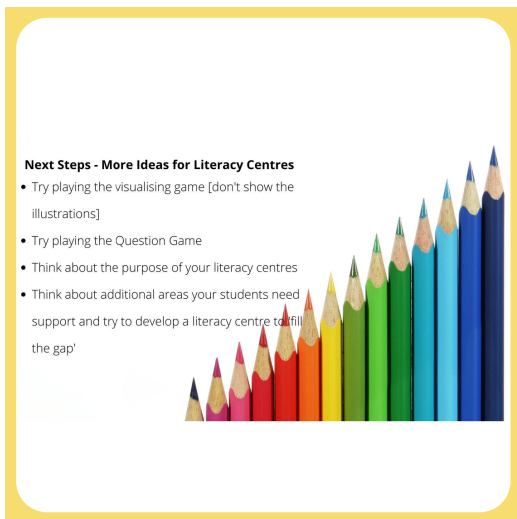 Next Steps - More Ideas for Literacy Centres
• Try playing the visualising game [don't show the
illustrations]
• Try playing the Question Game
• Think about the purpose of your literacy centres
• Think about additional areas your students need
support and try to develop a literacy centre to 'fill
the gap'